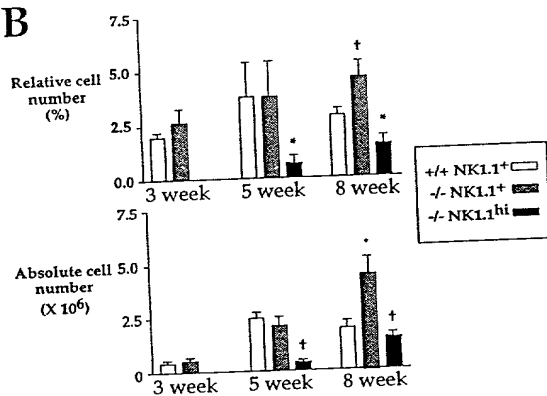 B
Relative cell
number
(%)
7.5
5.0
2.5
0.0
†
*
*
3 week 5 week 8 week
+/+ NK1.1+
-/- NK1.1+
-/- NK1.1hi
Absolute cell
number
(X 10⁶)
7.5
5.0
2.5
0
*
†
†
3 week 5 week 8 week